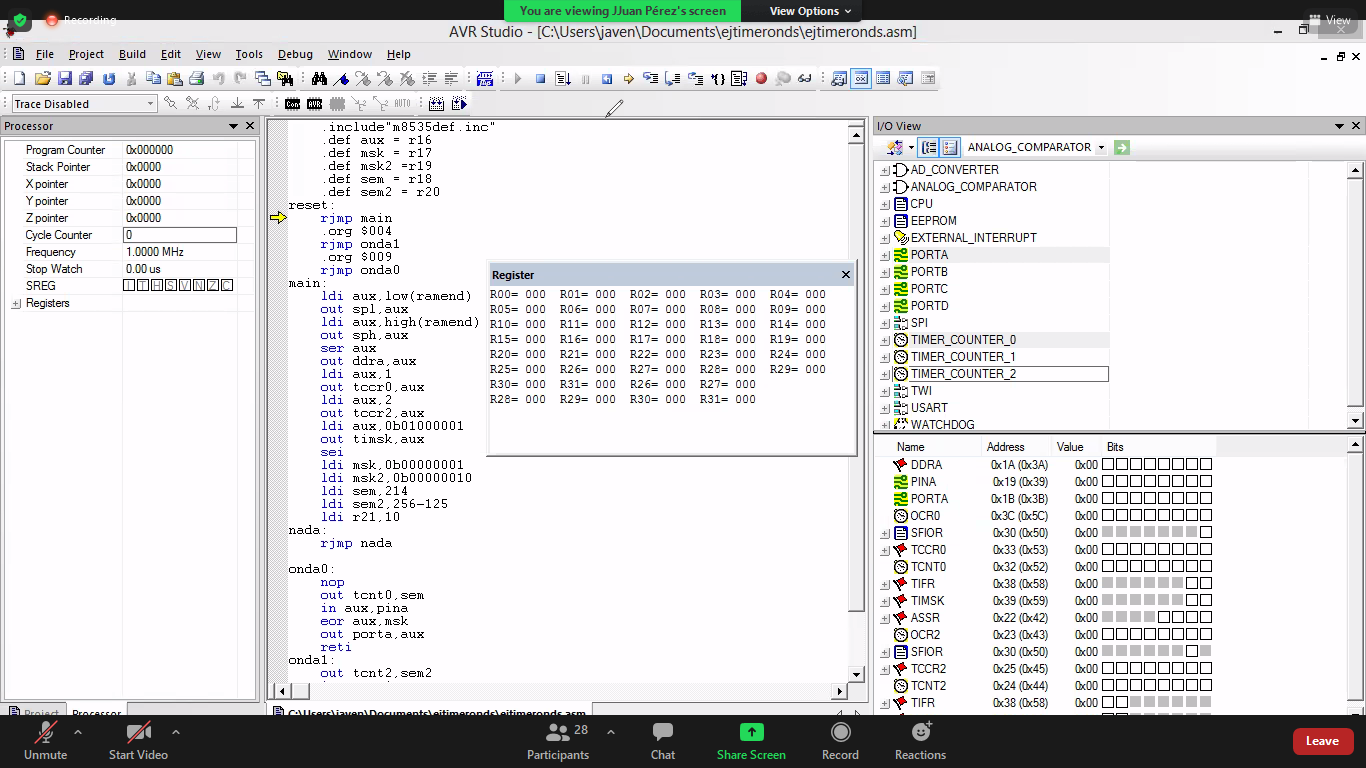 Recording
You are viewing JJuan Pérez's screen
View Options
View
AVR Studio - [C:\Users\javen\Documents\ejtimeronds\ejtimeronds.asm]
File Project Build Edit View Tools Debug Window Help
Trace Disabled
Con AVR AUTO
Processor
Program Counter 0x000000
Stack Pointer 0x0000
X pointer 0x0000
Y pointer 0x0000
Z pointer 0x0000
Cycle Counter 0
Frequency 1.0000 MHz
Stop Watch 0.00 us
SREG I T H S V N Z C
Registers
Project Processor
.include"m8535def.inc"
.def aux = r16
.def msk = r17
.def msk2 =r19
.def sem = r18
.def sem2 = r20
reset:
rjmp main
.org $004
rjmp onda1
.org $009
rjmp onda0
main:
ldi aux,low(ramend)
out spl,aux
ldi aux,high(ramend)
out sph,aux
ser aux
out ddra,aux
ldi aux,1
out tccr0,aux
ldi aux,2
out tccr2,aux
ldi aux,0b01000001
out timsk,aux
sei
ldi msk,0b00000001
ldi msk2,0b00000010
ldi sem,214
ldi sem2,256-125
ldi r21,10
nada:
rjmp nada
onda0:
nop
out tcnt0,sem
in aux,pina
eor aux,msk
out porta,aux
reti
onda1:
out tcnt2,sem2
C:\Users\javen\Documents\ejtimeronds\ejtimeronds.asm
Register
R00= 000 R01= 000 R02= 000 R03= 000 R04= 000
R05= 000 R06= 000 R07= 000 R08= 000 R09= 000
R10= 000 R11= 000 R12= 000 R13= 000 R14= 000
R15= 000 R16= 000 R17= 000 R18= 000 R19= 000
R20= 000 R21= 000 R22= 000 R23= 000 R24= 000
R25= 000 R26= 000 R27= 000 R28= 000 R29= 000
R30= 000 R31= 000 R26= 000 R27= 000
R28= 000 R29= 000 R30= 000 R31= 000
I/O View
ANALOG_COMPARATOR
AD_CONVERTER
ANALOG_COMPARATOR
CPU
EEPROM
EXTERNAL_INTERRUPT
PORTA
PORTB
PORTC
PORTD
SPI
TIMER_COUNTER_0
TIMER_COUNTER_1
TIMER_COUNTER_2
TWI
USART
WATCHDOG
Name Address Value Bits
DDRA 0x1A (0x3A) 0x00
PINA 0x19 (0x39) 0x00
PORTA 0x1B (0x3B) 0x00
OCR0 0x3C (0x5C) 0x00
SFIOR 0x30 (0x50) 0x00
TCCR0 0x33 (0x53) 0x00
TCNT0 0x32 (0x52) 0x00
TIFR 0x38 (0x58) 0x00
TIMSK 0x39 (0x59) 0x00
ASSR 0x22 (0x42) 0x00
OCR2 0x23 (0x43) 0x00
SFIOR 0x30 (0x50) 0x00
TCCR2 0x25 (0x45) 0x00
TCNT2 0x24 (0x44) 0x00
TIFR 0x38 (0x58) 0x00
Unmute
Start Video
Participants 28
Chat
Share Screen
Record
Reactions
Leave